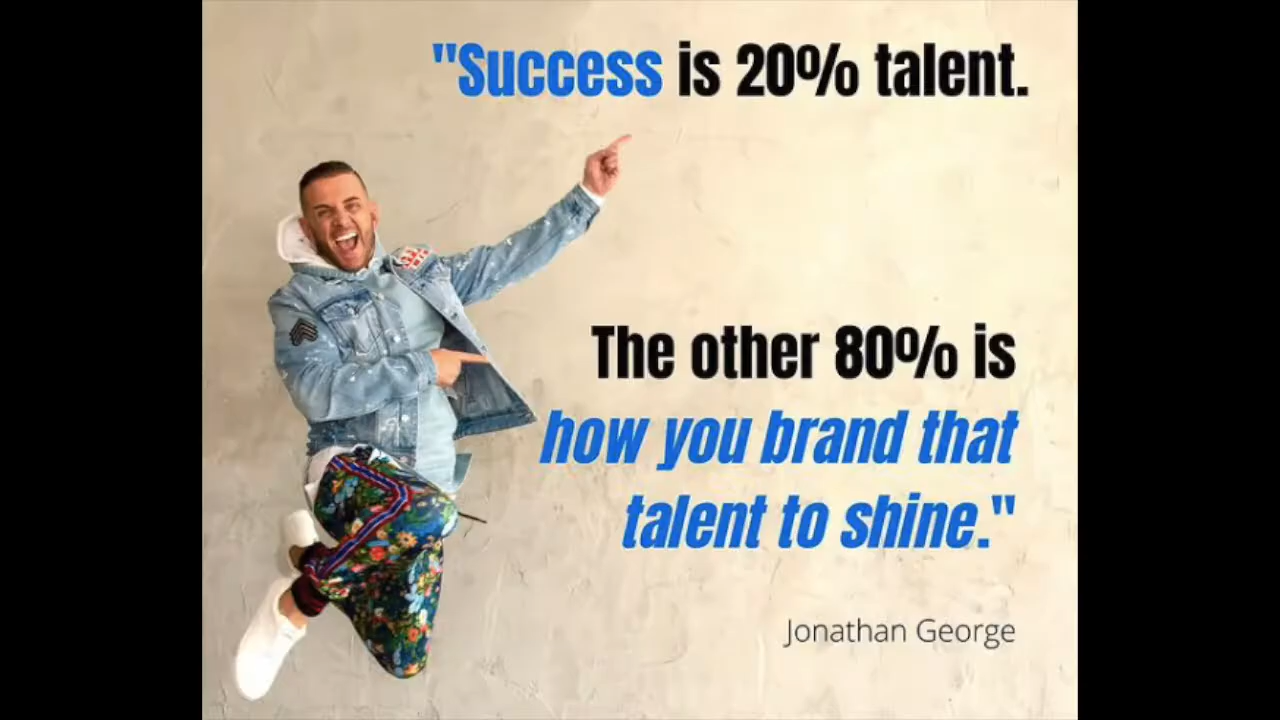 "Success is 20% talent.
The other 80% is
how you brand that
talent to shine."
Jonathan George